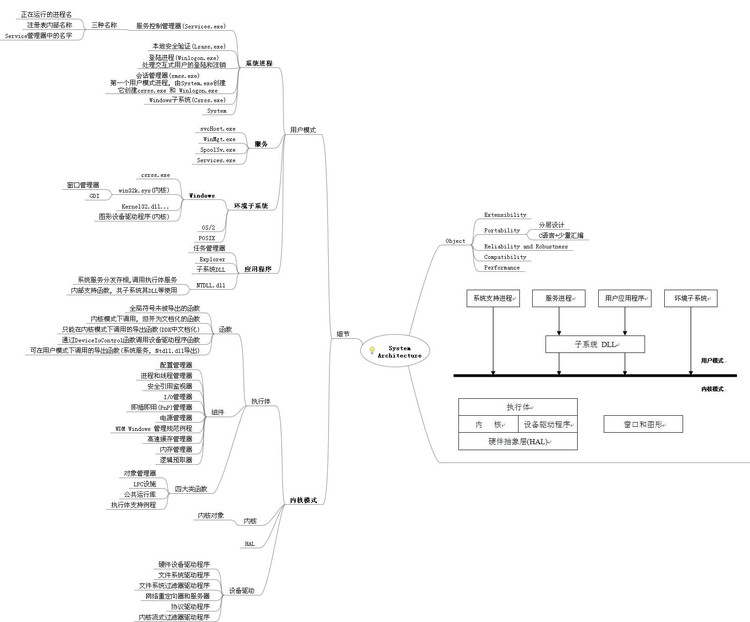 正在运行的进程名
注册表内部名称
Service管理器中的名字
三种名称
服务控制管理器(Services.exe)
本地安全验证(Lsass.exe)
登陆进程(Winlogon.exe)
处理交互式用户的登陆和注销
会话管理器(smss.exe)
第一个用户模式进程, 由System.exe创建
它创建csrss.exe 和 Winlogon.exe
Windows子系统(Csrss.exe)
System
系统进程
svcHost.exe
WinMgt.exe
SpoolSv.exe
Services.exe
服务
用户模式
csrss.exe
窗口管理器
GDI
win32k.sys(内核)
Kernel32.dll...
图形设备驱动程序(内核)
Windows
OS/2
POSIX
环境子系统
任务管理器
Explorer
子系统DLL
系统服务分发存根,调用执行体服务
内部支持函数, 共子系统其DLL等使用
NTDLL.dll
应用程序
全局符号未被导出的函数
内核模式下调用, 但并为文档化的函数
只能在内核模式下调用的导出函数(DDK中文档化)
通过DeviceIoControl函数调用设备驱动程序函数
可在用户模式下调用的导出函数(系统服务, Ntdll.dll导出)
函数
配置管理器
进程和线程管理器
安全引用监视器
I/O管理器
即插即用(PnP)管理器
电源管理器
WDM Windows 管理规范例程
高速缓存管理器
内存管理器
逻辑预取器
组件
执行体
对象管理器
LPC设施
公共运行库
执行体支持例程
四大类函数
内核模式
内核对象
内核
HAL
硬件设备驱动程序
文件系统驱动程序
文件系统过滤器驱动程序
网络重定向器和服务器
协议驱动程序
内核流式过滤器驱动程序
设备驱动
细节
System
Architecture
Object
Extensibility
Portability
分层设计
C语言+少量汇编
Reliability and Robustness
Compatibility
Performance
系统支持进程
服务进程
用户应用程序
环境子系统
子系统 DLL
用户模式
内核模式
执行体
内 核
设备驱动程序
硬件抽象层(HAL)
窗口和图形